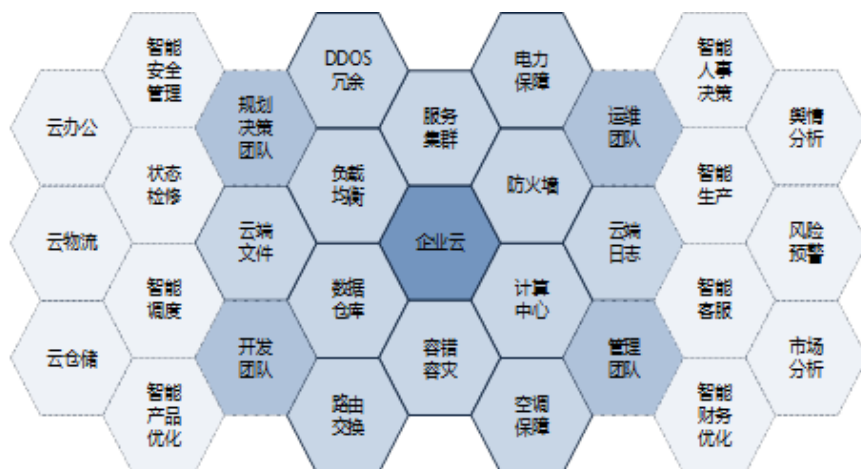 云办公
云物流
云仓储
智能
安全
管理
状态
检修
智能
调度
智能
产品
优化
规划
决策
团队
云端
文件
开发
团队
DDOS
冗余
负载
均衡
数据
仓库
路由
交换
服务
集群
企业云
容错
容灾
电力
保障
防火墙
计算
中心
空调
保障
运维
团队
云端
日志
管理
团队
智能
人事
决策
智能
生产
智能
客服
智能
财务
优化
舆情
分析
风险
预警
市场
分析